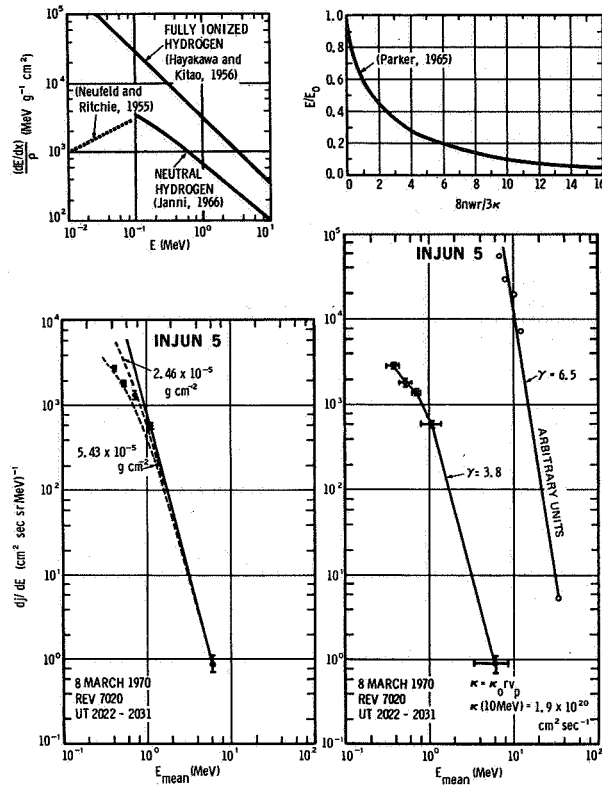 10^5
10^4
10^3
10^2
(dE/dx)/ρ (MeV g^-1 cm^2)
FULLY IONIZED
HYDROGEN
(Hayakawa and
Kitao, 1956)
(Neufeld and
Ritchie, 1955)
NEUTRAL
HYDROGEN
(Janni, 1966)
10^-2 10^-1 10^0 10^1
E (MeV)
1.0
0.8
0.6
0.4
0.2
0.0
E/E_0
(Parker, 1965)
0 2 4 6 8 10 12 14 16
8nwr/3κ
10^4
10^3
10^2
10^1
10^0
10^-1
dj/dE (cm^2 sec sr MeV)^-1
INJUN 5
2.46 x 10^-5
g cm^-2
5.43 x 10^-5
g cm^-2
8 MARCH 1970
REV 7020
UT 2022 - 2031
10^-1 10^0 10^1 10^2
E_mean (MeV)
10^5
10^4
10^3
10^2
10^1
10^0
10^-1
INJUN 5
γ = 6.5
γ = 3.8
ARBITRARY UNITS
8 MARCH 1970
REV 7020
UT 2022 - 2031
κ = κ_o r v_p
κ (10MeV) = 1.9 x 10^20
cm^2 sec^-1
10^-1 10^0 10^1 10^2
E_mean (MeV)